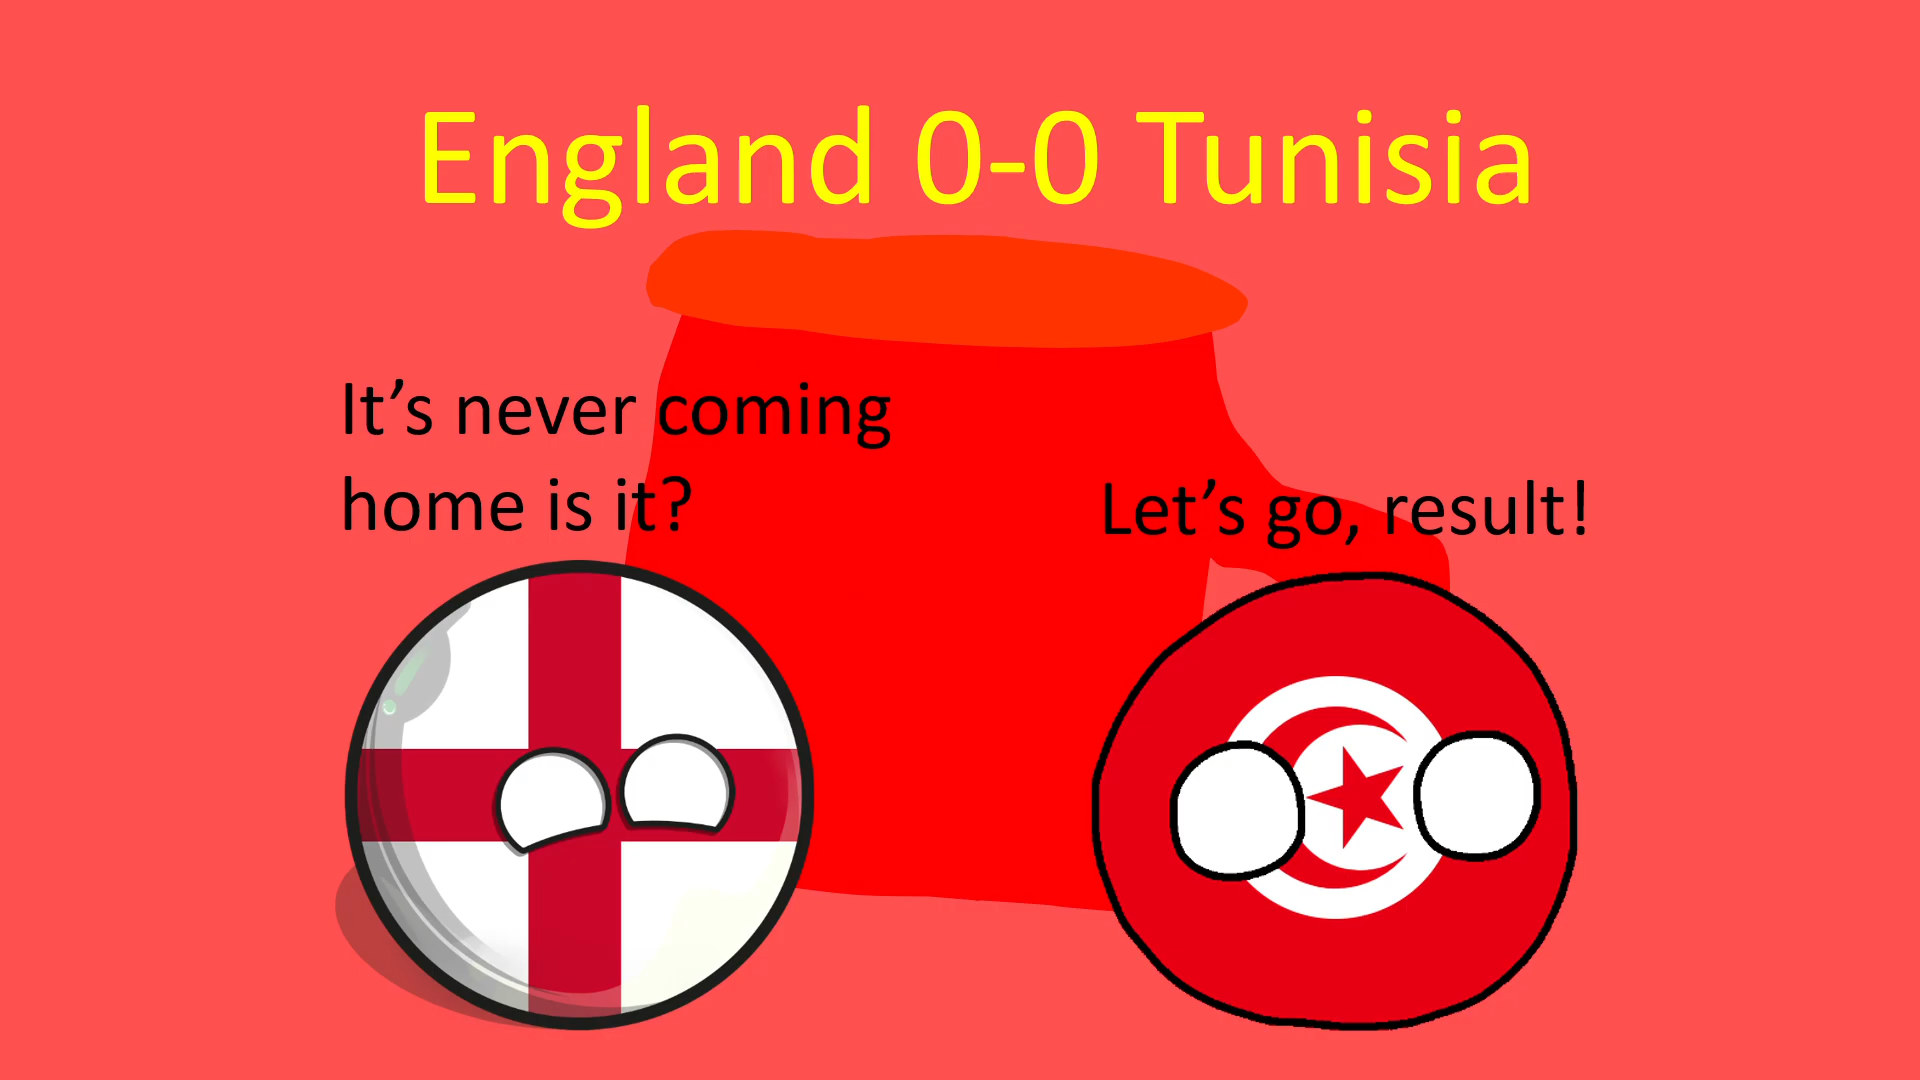 England 0-0 Tunisia
It’s never coming
home is it?
Let’s go, result!